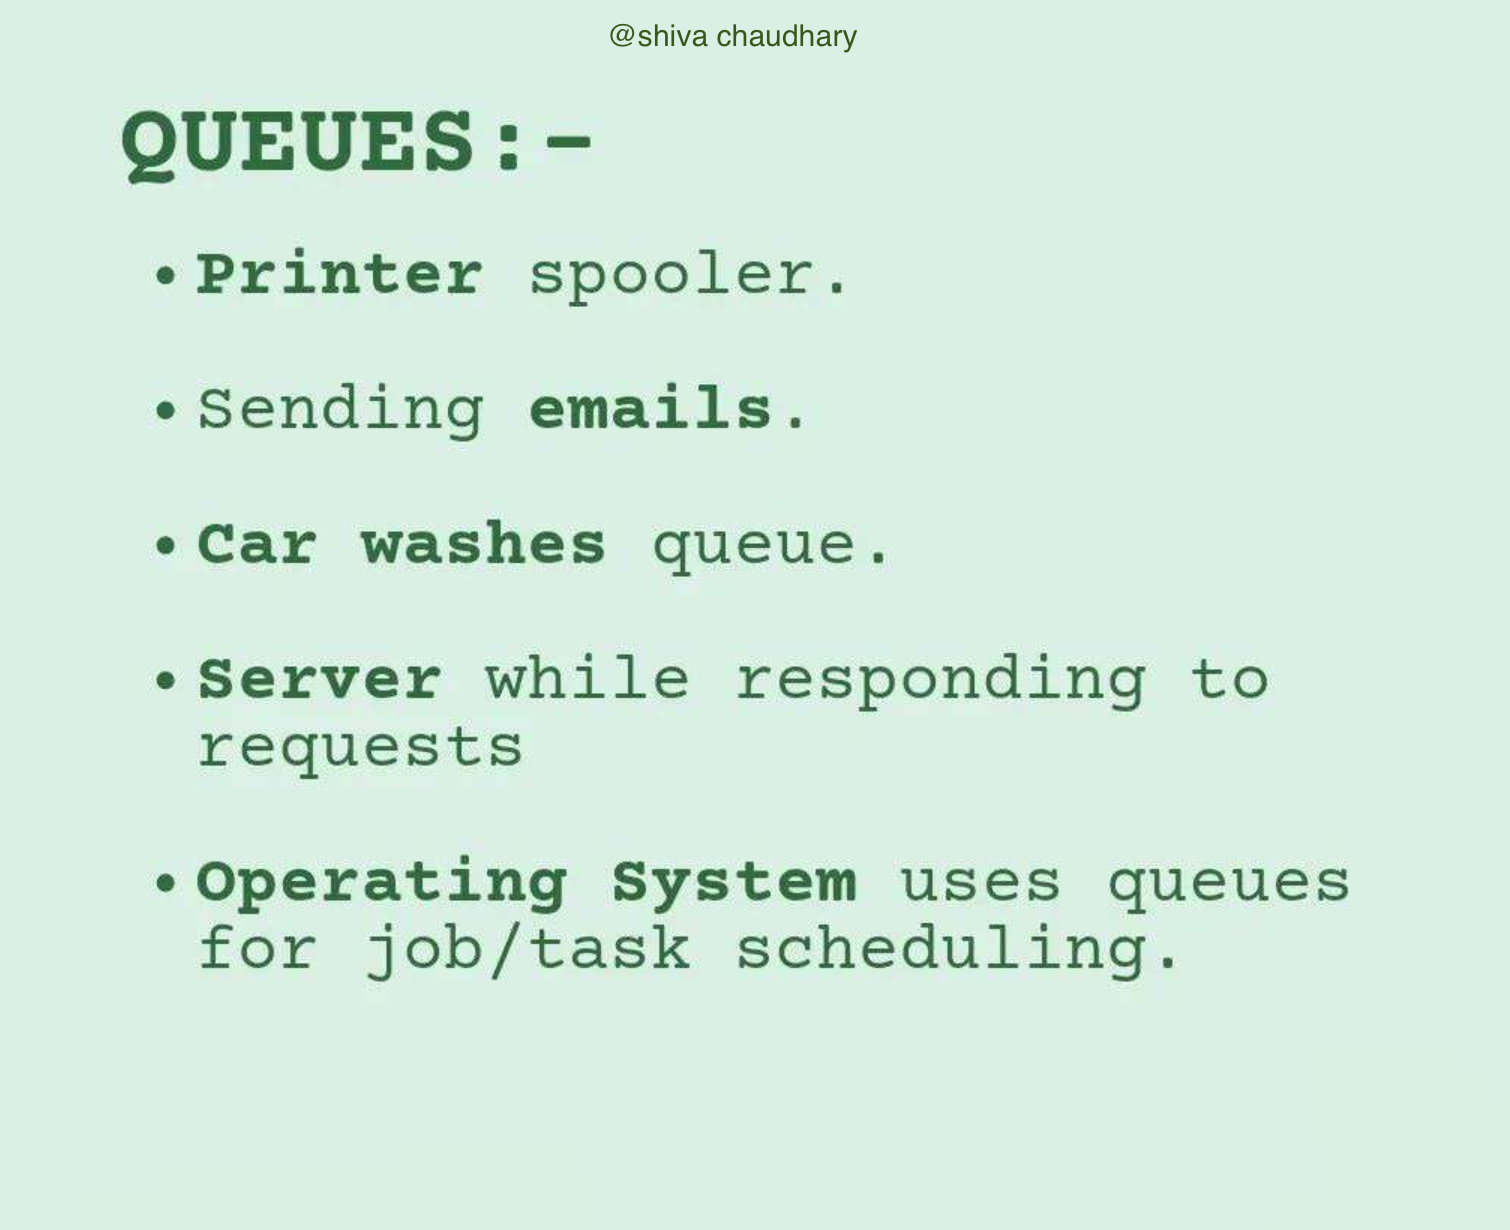 @shiva chaudhary
QUEUES:-
• Printer spooler.
• Sending emails.
• Car washes queue.
• Server while responding to
requests
• Operating System uses queues
for job/task scheduling.